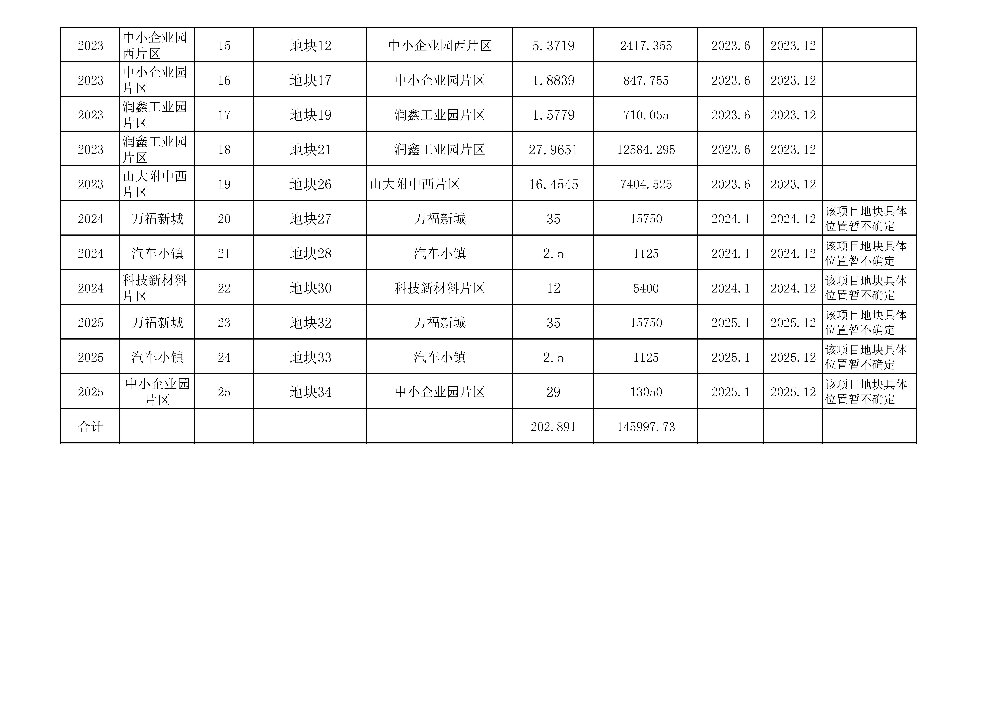 2023 中小企业园西片区 15 地块12 中小企业园西片区 5.3719 2417.355 2023.6 2023.12
2023 中小企业园片区 16 地块17 中小企业园片区 1.8839 847.755 2023.6 2023.12
2023 润鑫工业园片区 17 地块19 润鑫工业园片区 1.5779 710.055 2023.6 2023.12
2023 润鑫工业园片区 18 地块21 润鑫工业园片区 27.9651 12584.295 2023.6 2023.12
2023 山大附中西片区 19 地块26 山大附中西片区 16.4545 7404.525 2023.6 2023.12
2024 万福新城 20 地块27 万福新城 35 15750 2024.1 2024.12 该项目地块具体位置暂不确定
2024 汽车小镇 21 地块28 汽车小镇 2.5 1125 2024.1 2024.12 该项目地块具体位置暂不确定
2024 科技新材料片区 22 地块30 科技新材料片区 12 5400 2024.1 2024.12 该项目地块具体位置暂不确定
2025 万福新城 23 地块32 万福新城 35 15750 2025.1 2025.12 该项目地块具体位置暂不确定
2025 汽车小镇 24 地块33 汽车小镇 2.5 1125 2025.1 2025.12 该项目地块具体位置暂不确定
2025 中小企业园片区 25 地块34 中小企业园片区 29 13050 2025.1 2025.12 该项目地块具体位置暂不确定
合计 202.891 145997.73